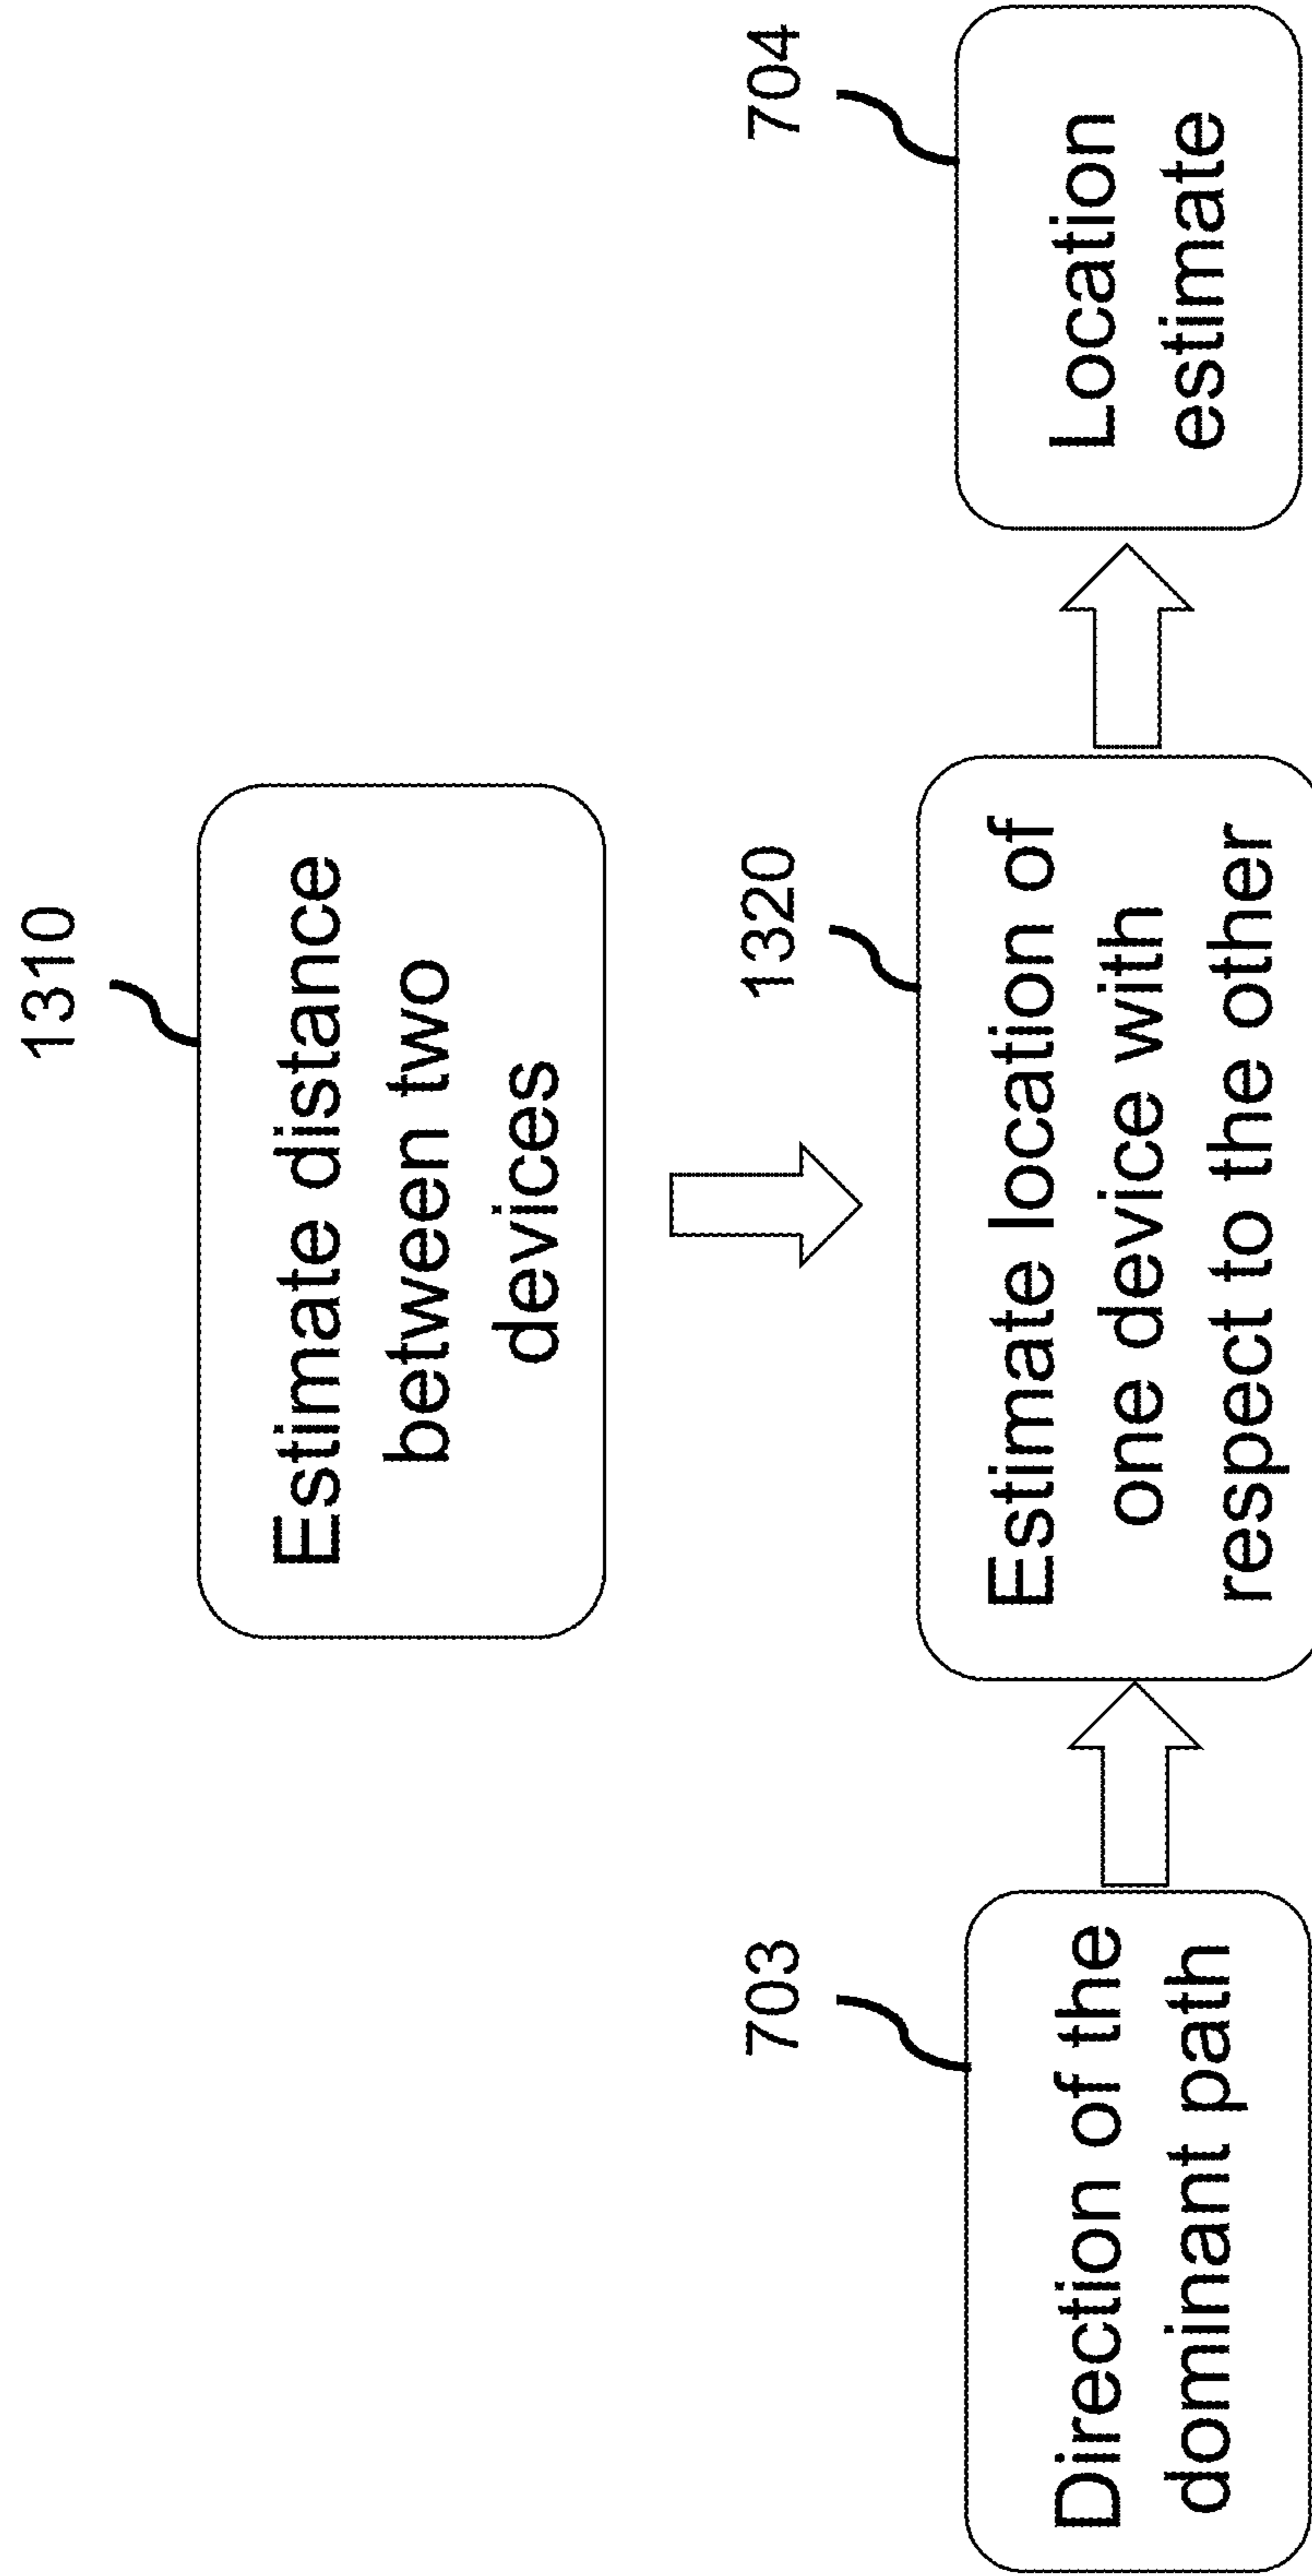 1310
Estimate distance
between two
devices
703
Direction of the
dominant path
1320
Estimate location of
one device with
respect to the other
704
Location
estimate